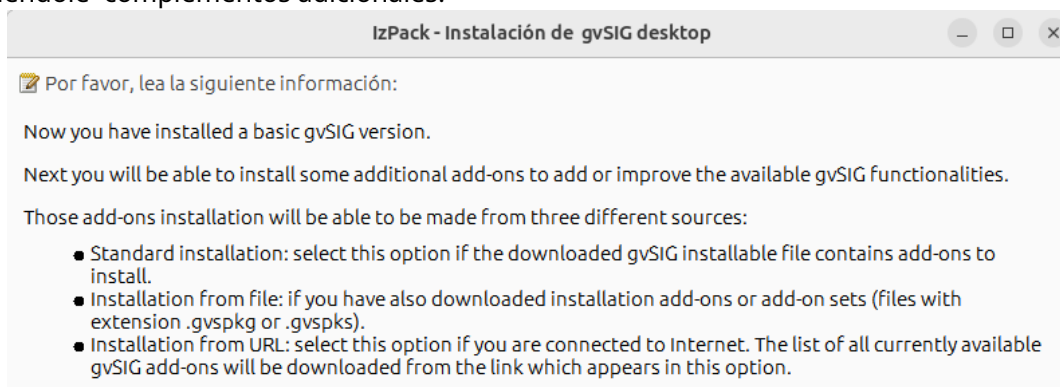 complementos adicionales.
IzPack - Instalación de gvSIG desktop
Por favor, lea la siguiente información:
Now you have installed a basic gvSIG version.
Next you will be able to install some additional add-ons to add or improve the available gvSIG functionalities.
Those add-ons installation will be able to be made from three different sources:
Standard installation: select this option if the downloaded gvSIG installable file contains add-ons to
install.
Installation from file: if you have also downloaded installation add-ons or add-on sets (files with
extension .gvspkg or .gvspks).
Installation from URL: select this option if you are connected to Internet. The list of all currently available
gvSIG add-ons will be downloaded from the link which appears in this option.